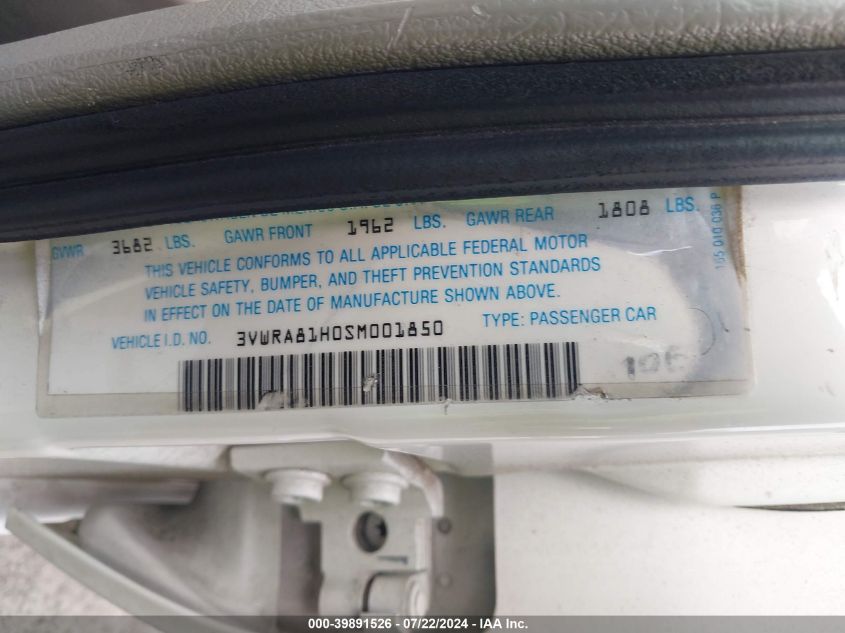 GVWR 3682 LBS. GAWR FRONT 1962 LBS. GAWR REAR 1808 LBS.
THIS VEHICLE CONFORMS TO ALL APPLICABLE FEDERAL MOTOR
VEHICLE SAFETY, BUMPER, AND THEFT PREVENTION STANDARDS
IN EFFECT ON THE DATE OF MANUFACTURE SHOWN ABOVE.
VEHICLE I.D. NO. 3VWRA81H0SM001850 TYPE: PASSENGER CAR
IMAGE: 39891526 / 07/22/2024 - IAA Inc.